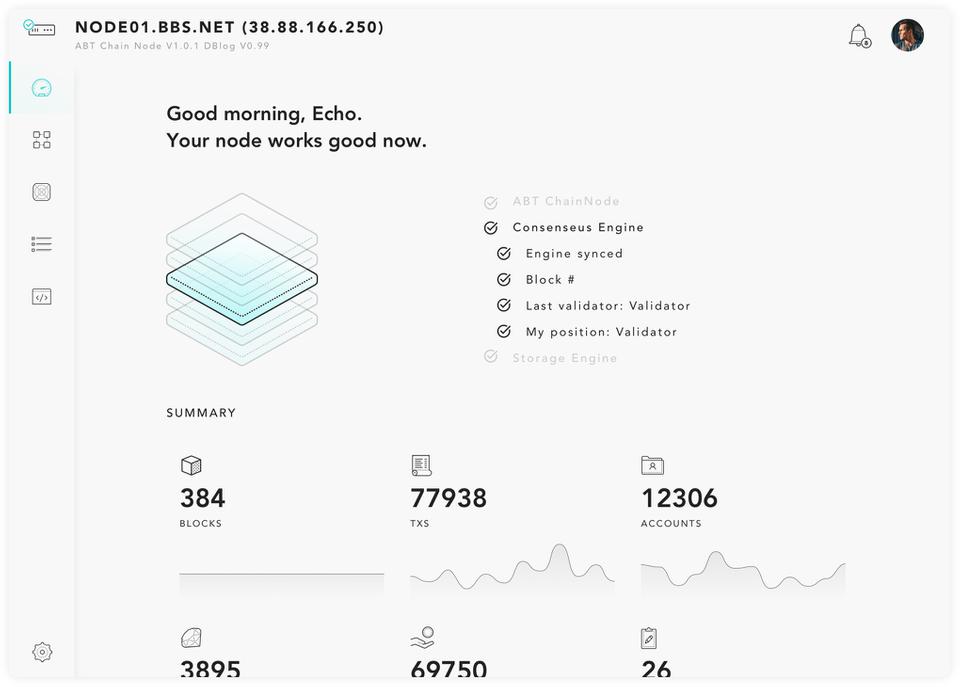 NODE01.BBS.NET (38.88.166.250)
ABT Chain Node V1.0.1 DBlog V0.99
Good morning, Echo.
Your node works good now.
ABT ChainNode
Conseneus Engine
Engine synced
Block #
Last validator: Validator
My position: Validator
Storage Engine
SUMMARY
384
BLOCKS
77938
TXS
12306
ACCOUNTS
3895
69750
26